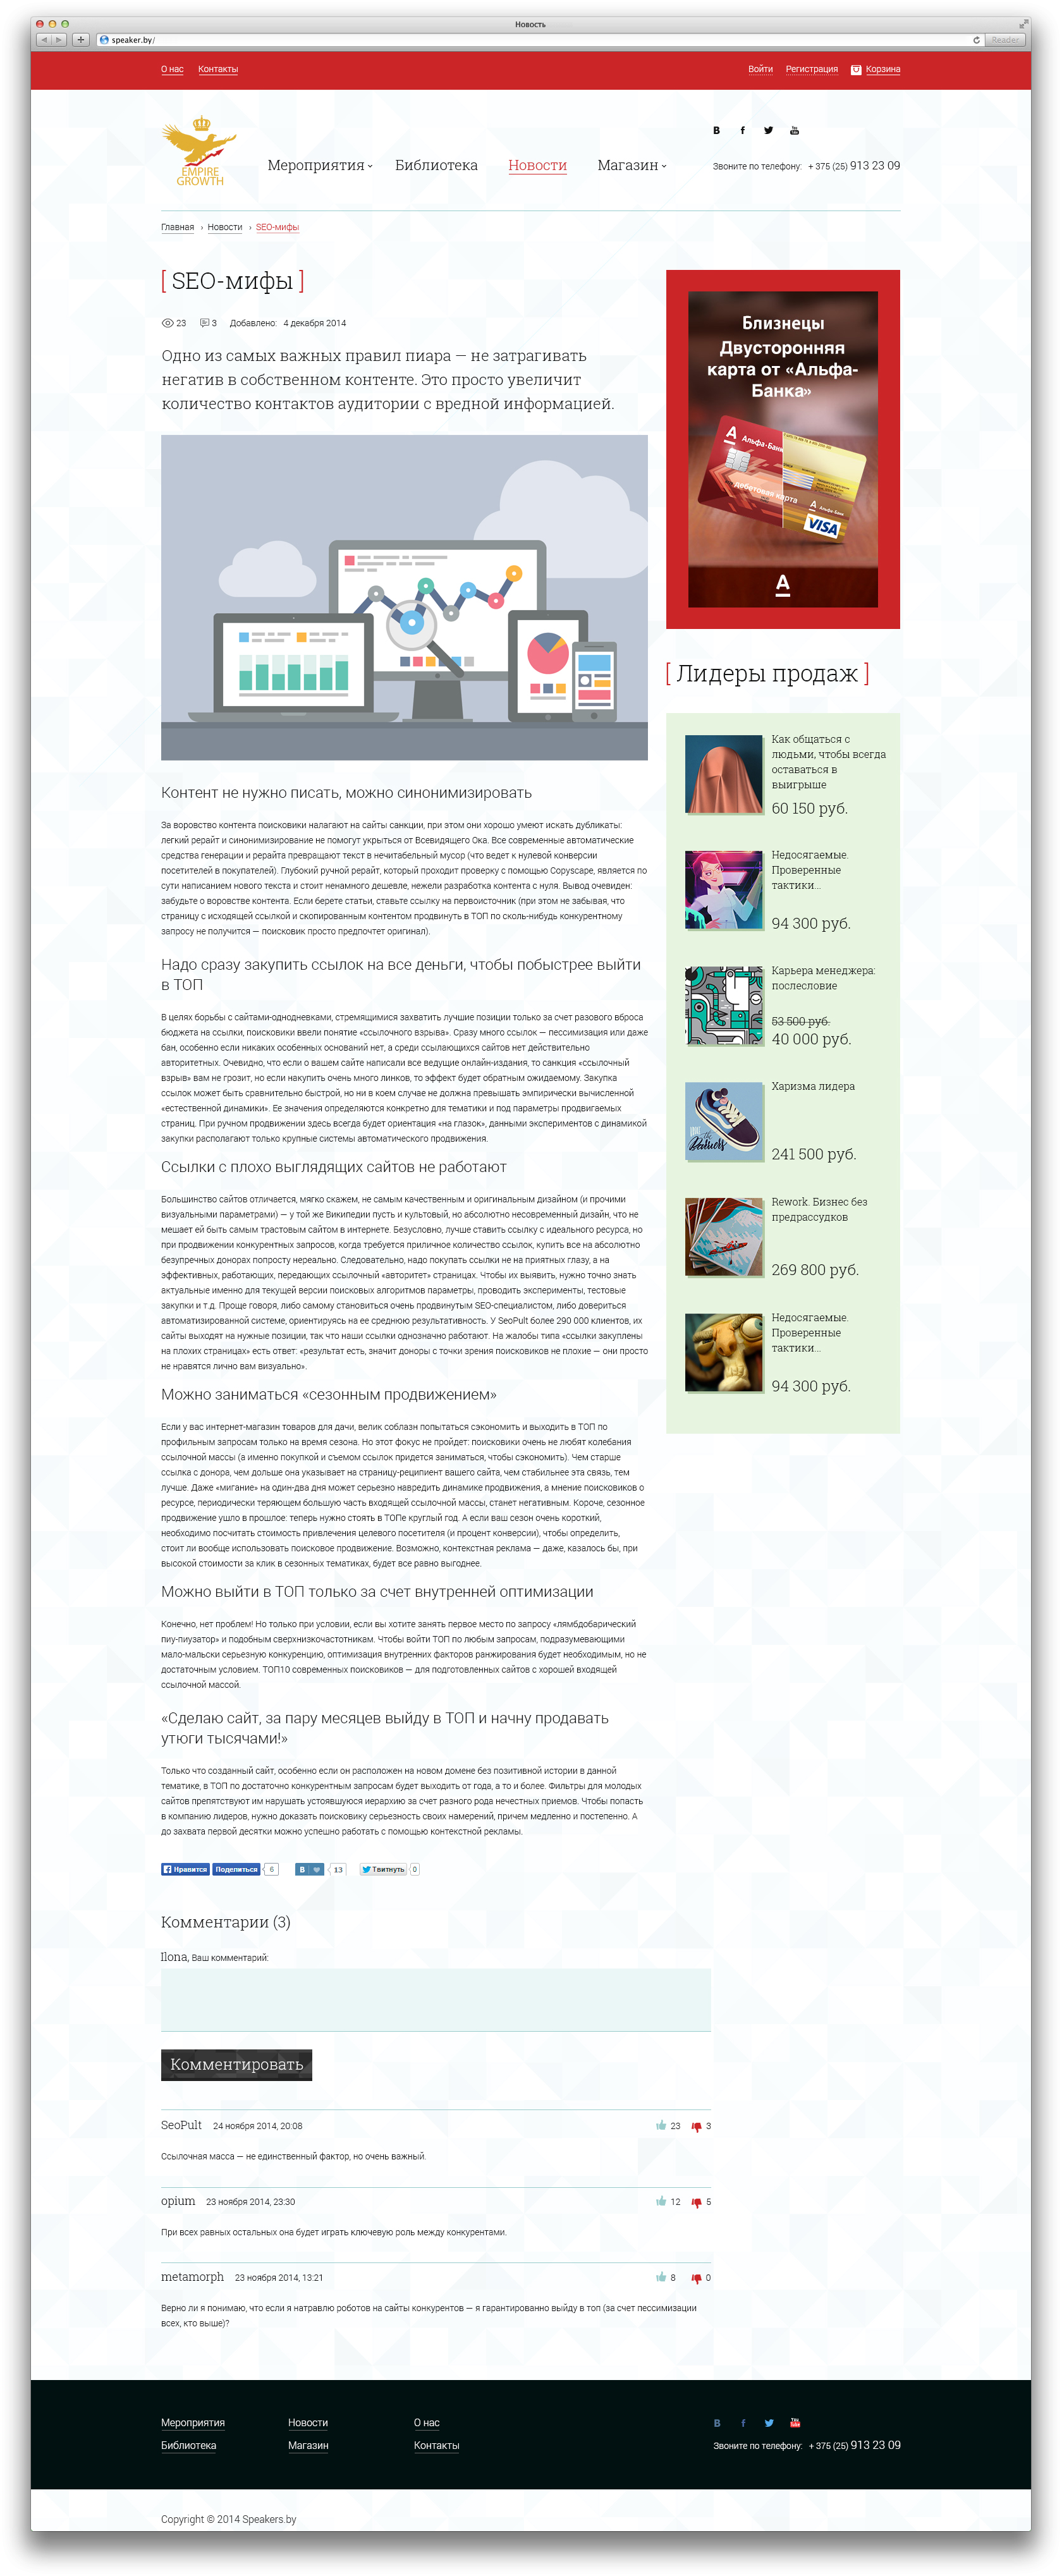 Новость
speaker.by/
Reader
О нас Контакты
Войти Регистрация Корзина
EMPIRE
GROWTH
Мероприятия Библиотека Новости Магазин
Звоните по телефону: + 375 (25) 913 23 09
Главная › Новости › SEO-мифы
[ SEO-мифы ]
23 3 Добавлено: 4 декабря 2014
Одно из самых важных правил пиара — не затрагивать
негатив в собственном контенте. Это просто увеличит
количество контактов аудитории с вредной информацией.
Контент не нужно писать, можно синонимизировать
За воровство контента поисковики налагают на сайты санкции, при этом они хорошо умеют искать дубликаты:
легкий рерайт и синонимизирование не помогут укрыться от Всевидящего Ока. Все современные автоматические
средства генерации и рерайта превращают текст в нечитабельный мусор (что ведет к нулевой конверсии
посетителей в покупателей). Глубокий ручной рерайт, который проходит проверку с помощью Copyscape, является по
сути написанием нового текста и стоит ненамного дешевле, нежели разработка контента с нуля. Вывод очевиден:
забудьте о воровстве контента. Если берете статьи, ставьте ссылку на первоисточник (при этом не забывая, что
страницу с исходящей ссылкой и скопированным контентом продвинуть в ТОП по сколь-нибудь конкурентному
запросу не получится — поисковик просто предпочтет оригинал).
Надо сразу закупить ссылок на все деньги, чтобы побыстрее выйти
в ТОП
В целях борьбы с сайтами-однодневками, стремящимися захватить лучшие позиции только за счет разового вброса
бюджета на ссылки, поисковики ввели понятие «ссылочного взрыва». Сразу много ссылок — пессимизация или даже
бан, особенно если никаких особенных оснований нет, а среди ссылающихся сайтов нет действительно
авторитетных. Очевидно, что если о вашем сайте написали все ведущие онлайн-издания, то санкция «ссылочный
взрыв» вам не грозит, но если накупить очень много линков, то эффект будет обратным ожидаемому. Закупка
ссылок может быть сравнительно быстрой, но ни в коем случае не должна превышать эмпирически вычисленной
«естественной динамики». Ее значения определяются конкретно для тематики и под параметры продвигаемых
страниц. При ручном продвижении здесь всегда будет ориентация «на глазок», данными экспериментов с динамикой
закупки располагают только крупные системы автоматического продвижения.
Ссылки с плохо выглядящих сайтов не работают
Большинство сайтов отличается, мягко скажем, не самым качественным и оригинальным дизайном (и прочими
визуальными параметрами) — у той же Википедии пусть и культовый, но абсолютно несовременный дизайн, что не
мешает ей быть самым трастовым сайтом в интернете. Безусловно, лучше ставить ссылку с идеального ресурса, но
при продвижении конкурентных запросов, когда требуется приличное количество ссылок, купить все на абсолютно
безупречных донорах попросту нереально. Следовательно, надо покупать ссылки не на приятных глазу, а на
эффективных, работающих, передающих ссылочный «авторитет» страницах. Чтобы их выявить, нужно точно знать
актуальные именно для текущей версии поисковых алгоритмов параметры, проводить эксперименты, тестовые
закупки и т.д. Проще говоря, либо самому становиться очень продвинутым SEO-специалистом, либо довериться
автоматизированной системе, ориентируясь на ее среднюю результативность. У SeoPult более 290 000 клиентов, их
сайты выходят на нужные позиции, так что наши ссылки однозначно работают. На жалобы типа «ссылки закуплены
на плохих страницах» есть ответ: «результат есть, значит доноры с точки зрения поисковиков не плохие — они просто
не нравятся лично вам визуально».
Можно заниматься «сезонным продвижением»
Если у вас интернет-магазин товаров для дачи, велик соблазн попытаться сэкономить и выходить в ТОП по
профильным запросам только на время сезона. Но этот фокус не пройдет: поисковики очень не любят колебания
ссылочной массы (а именно покупкой и съемом ссылок придется заниматься, чтобы сэкономить). Чем старше
ссылка с донора, чем дольше она указывает на страницу-реципиент вашего сайта, чем стабильнее эта связь, тем
лучше. Даже «мигание» на один-два дня может серьезно навредить динамике продвижения, а мнение поисковиков о
ресурсе, периодически теряющем большую часть входящей ссылочной массы, станет негативным. Короче, сезонное
продвижение ушло в прошлое: теперь нужно стоять в ТОПе круглый год. А если ваш сезон очень короткий,
необходимо посчитать стоимость привлечения целевого посетителя (и процент конверсии), чтобы определить,
стоит ли вообще использовать поисковое продвижение. Возможно, контекстная реклама — даже, казалось бы, при
высокой стоимости за клик в сезонных тематиках, будет все равно выгоднее.
Можно выйти в ТОП только за счет внутренней оптимизации
Конечно, нет проблем! Но только при условии, если вы хотите занять первое место по запросу «лямбдобарический
пиу-пиузатор» и подобным сверхнизкочастотникам. Чтобы войти ТОП по любым запросам, подразумевающими
мало-мальски серьезную конкуренцию, оптимизация внутренних факторов ранжирования будет необходимым, но не
достаточным условием. ТОП10 современных поисковиков — для подготовленных сайтов с хорошей входящей
ссылочной массой.
«Сделаю сайт, за пару месяцев выйду в ТОП и начну продавать
утюги тысячами!»
Только что созданный сайт, особенно если он расположен на новом домене без позитивной истории в данной
тематике, в ТОП по достаточно конкурентным запросам будет выходить от года, а то и более. Фильтры для молодых
сайтов препятствуют им нарушать устоявшуюся иерархию за счет разного рода нечестных приемов. Чтобы попасть
в компанию лидеров, нужно доказать поисковику серьезность своих намерений, причем медленно и постепенно. А
до захвата первой десятки можно успешно работать с помощью контекстной рекламы.
Нравится Поделиться 6 В 13 Твитнуть 0
Близнецы
Двусторонняя
карта от «Альфа-
Банка»
Альфа-Банк
дебетовая карта
Альфа·Банк
VISA
[ Лидеры продаж ]
Как общаться с
людьми, чтобы всегда
оставаться в
выигрыше
60 150 руб.
Недосягаемые.
Проверенные
тактики...
94 300 руб.
Карьера менеджера:
послесловие
53 500 руб.
40 000 руб.
Харизма лидера
241 500 руб.
Rework. Бизнес без
предрассудков
269 800 руб.
Недосягаемые.
Проверенные
тактики...
94 300 руб.
Комментарии (3)
Ilona, Ваш комментарий:
Комментировать
SeoPult 24 ноября 2014, 20:08 23 3
Ссылочная масса — не единственный фактор, но очень важный.
opium 23 ноября 2014, 23:30 12 5
При всех равных остальных она будет играть ключевую роль между конкурентами.
metamorph 23 ноября 2014, 13:21 8 0
Верно ли я понимаю, что если я натравлю роботов на сайты конкурентов — я гарантированно выйду в топ (за счет пессимизации
всех, кто выше)?
Мероприятия Новости О нас
Библиотека Магазин Контакты
Звоните по телефону: + 375 (25) 913 23 09
Copyright © 2014 Speakers.by